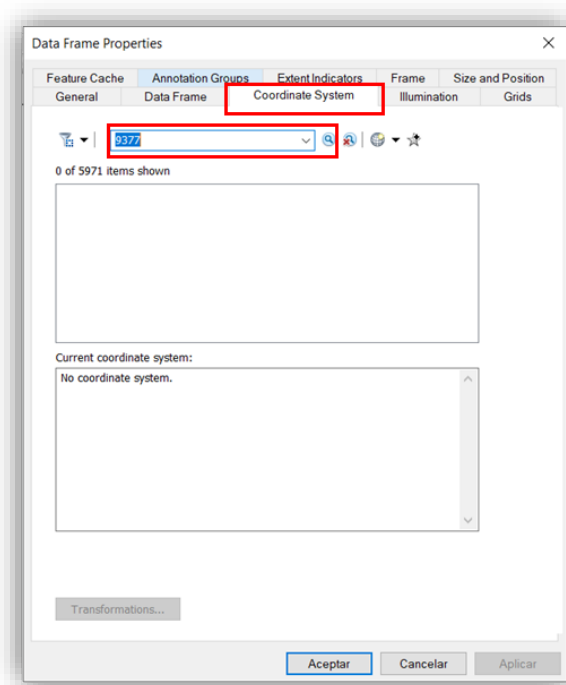 Data Frame Properties
Feature Cache Annotation Groups Extent Indicators Frame Size and Position
General Data Frame Coordinate System Illumination Grids
9377
0 of 5971 items shown
Current coordinate system:
No coordinate system.
Transformations...
Aceptar Cancelar Aplicar